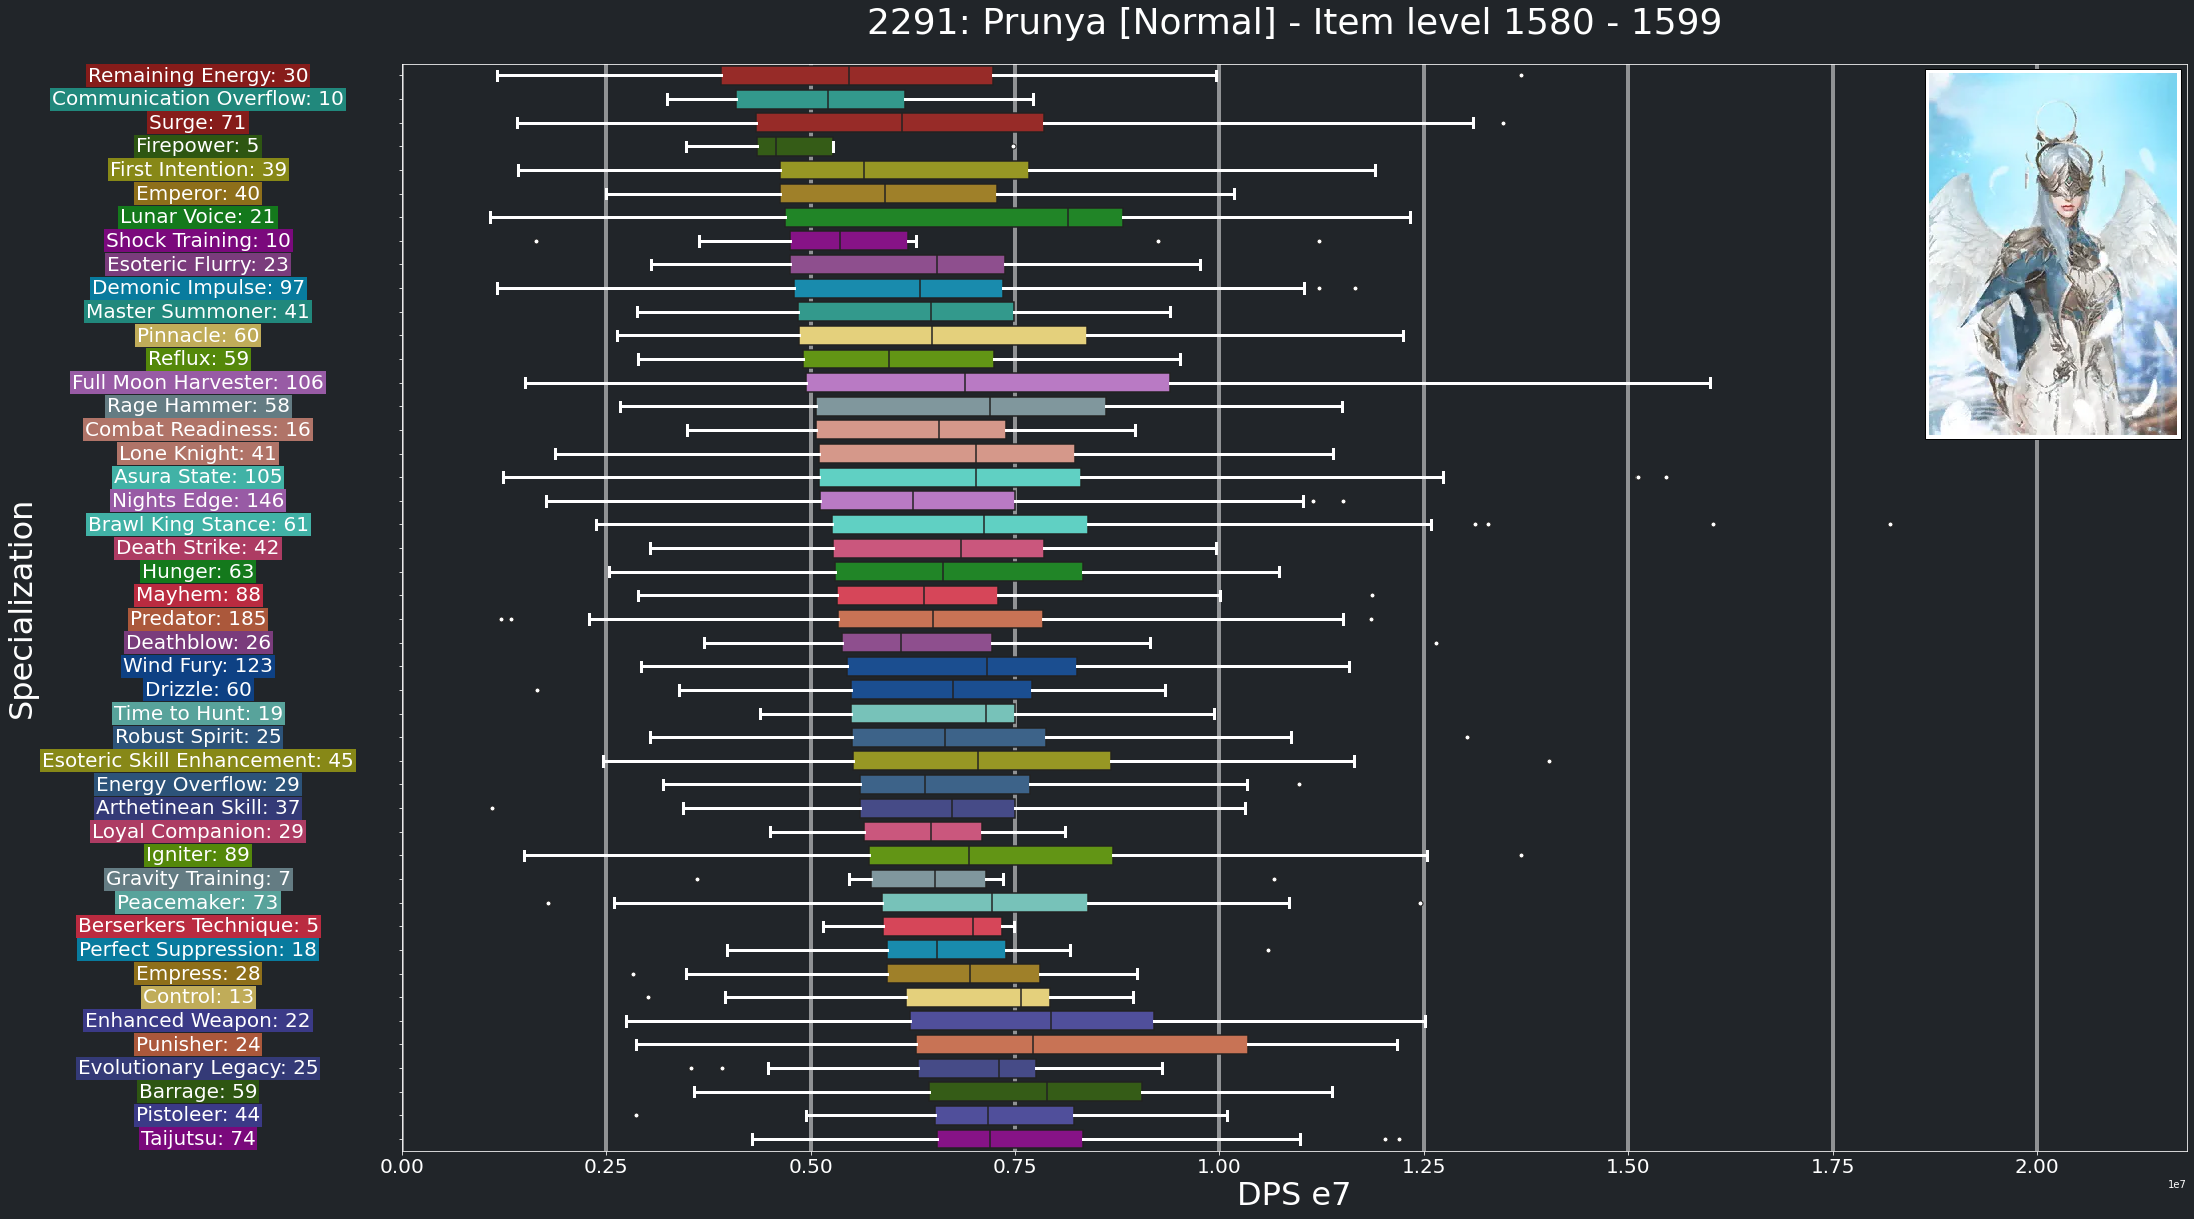 2291: Prunya [Normal] - Item level 1580 - 1599
Specialization
Remaining Energy: 30
Communication Overflow: 10
Surge: 71
Firepower: 5
First Intention: 39
Emperor: 40
Lunar Voice: 21
Shock Training: 10
Esoteric Flurry: 23
Demonic Impulse: 97
Master Summoner: 41
Pinnacle: 60
Reflux: 59
Full Moon Harvester: 106
Rage Hammer: 58
Combat Readiness: 16
Lone Knight: 41
Asura State: 105
Nights Edge: 146
Brawl King Stance: 61
Death Strike: 42
Hunger: 63
Mayhem: 88
Predator: 185
Deathblow: 26
Wind Fury: 123
Drizzle: 60
Time to Hunt: 19
Robust Spirit: 25
Esoteric Skill Enhancement: 45
Energy Overflow: 29
Arthetinean Skill: 37
Loyal Companion: 29
Igniter: 89
Gravity Training: 7
Peacemaker: 73
Berserkers Technique: 5
Perfect Suppression: 18
Empress: 28
Control: 13
Enhanced Weapon: 22
Punisher: 24
Evolutionary Legacy: 25
Barrage: 59
Pistoleer: 44
Taijutsu: 74
0.00 0.25 0.50 0.75 1.00 1.25 1.50 1.75 2.00
1e7
DPS e7